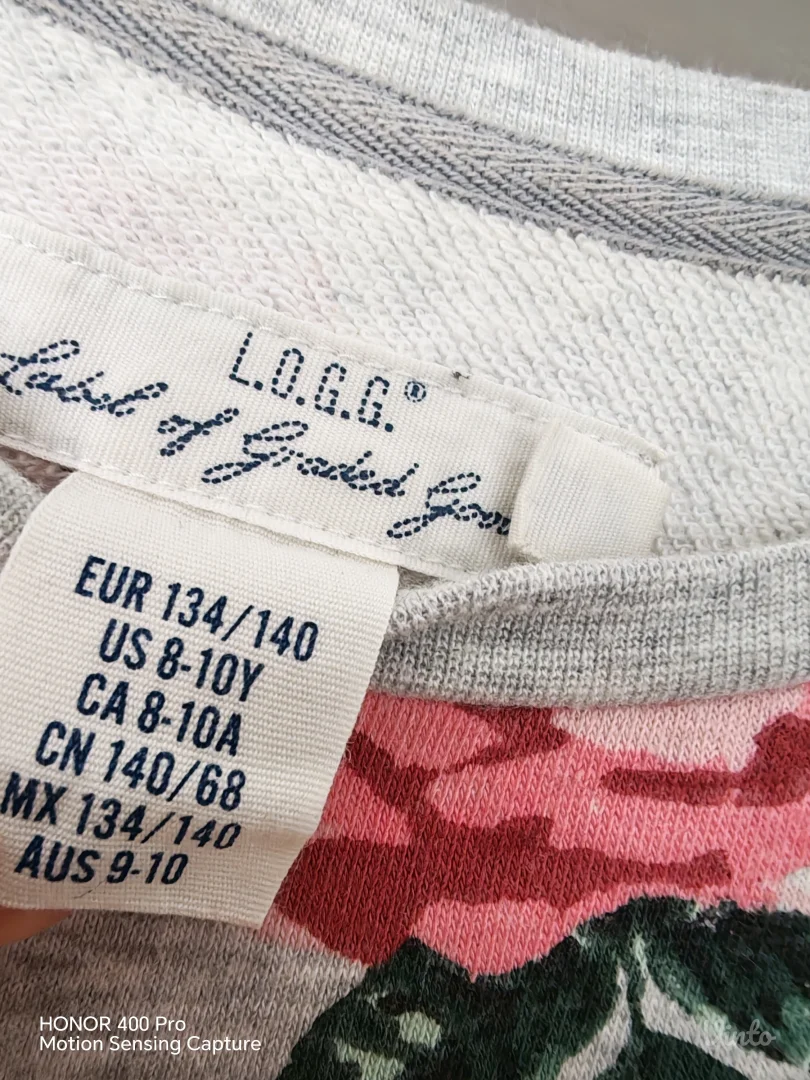 L.O.G.G.®
Label of Graded
EUR 134/140
US 8-10Y
CA 8-10A
CN 140/68
MX 134/140
AUS 9-10
HONOR 400 Pro
Motion Sensing Capture